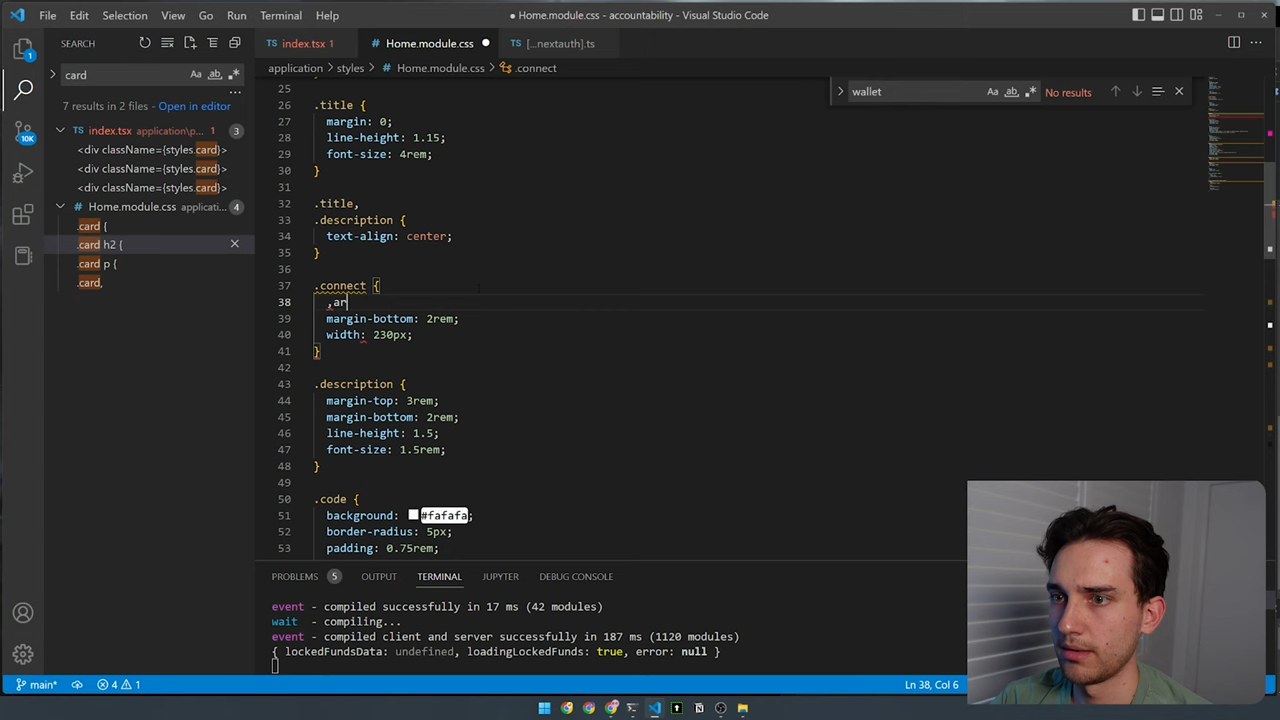 File Edit Selection View Go Run Terminal Help
● Home.module.css - accountability - Visual Studio Code
SEARCH
index.tsx 1
Home.module.css ●
[...nextauth].ts
card
Aa ab .*
7 results in 2 files - Open in editor
index.tsx application\p... 1 3
<div className={styles.card}>
<div className={styles.card}>
<div className={styles.card}>
Home.module.css applicati... 4
.card {
.card h2 {
.card p {
.card,
1
10K
application > styles > Home.module.css > .connect
wallet
Aa ab .*
No results
25
26 .title {
27 margin: 0;
28 line-height: 1.15;
29 font-size: 4rem;
30 }
31
32 .title,
33 .description {
34 text-align: center;
35 }
36
37 .connect {
38 ,ar
39 margin-bottom: 2rem;
40 width: 230px;
41 }
42
43 .description {
44 margin-top: 3rem;
45 margin-bottom: 2rem;
46 line-height: 1.5;
47 font-size: 1.5rem;
48 }
49
50 .code {
51 background: #fafafa;
52 border-radius: 5px;
53 padding: 0.75rem;
PROBLEMS 5 OUTPUT TERMINAL JUPYTER DEBUG CONSOLE
event - compiled successfully in 17 ms (42 modules)
wait - compiling...
event - compiled client and server successfully in 187 ms (1120 modules)
{ lockedFundsData: undefined, loadingLockedFunds: true, error: null }
main* 4 1
Ln 38, Col 6